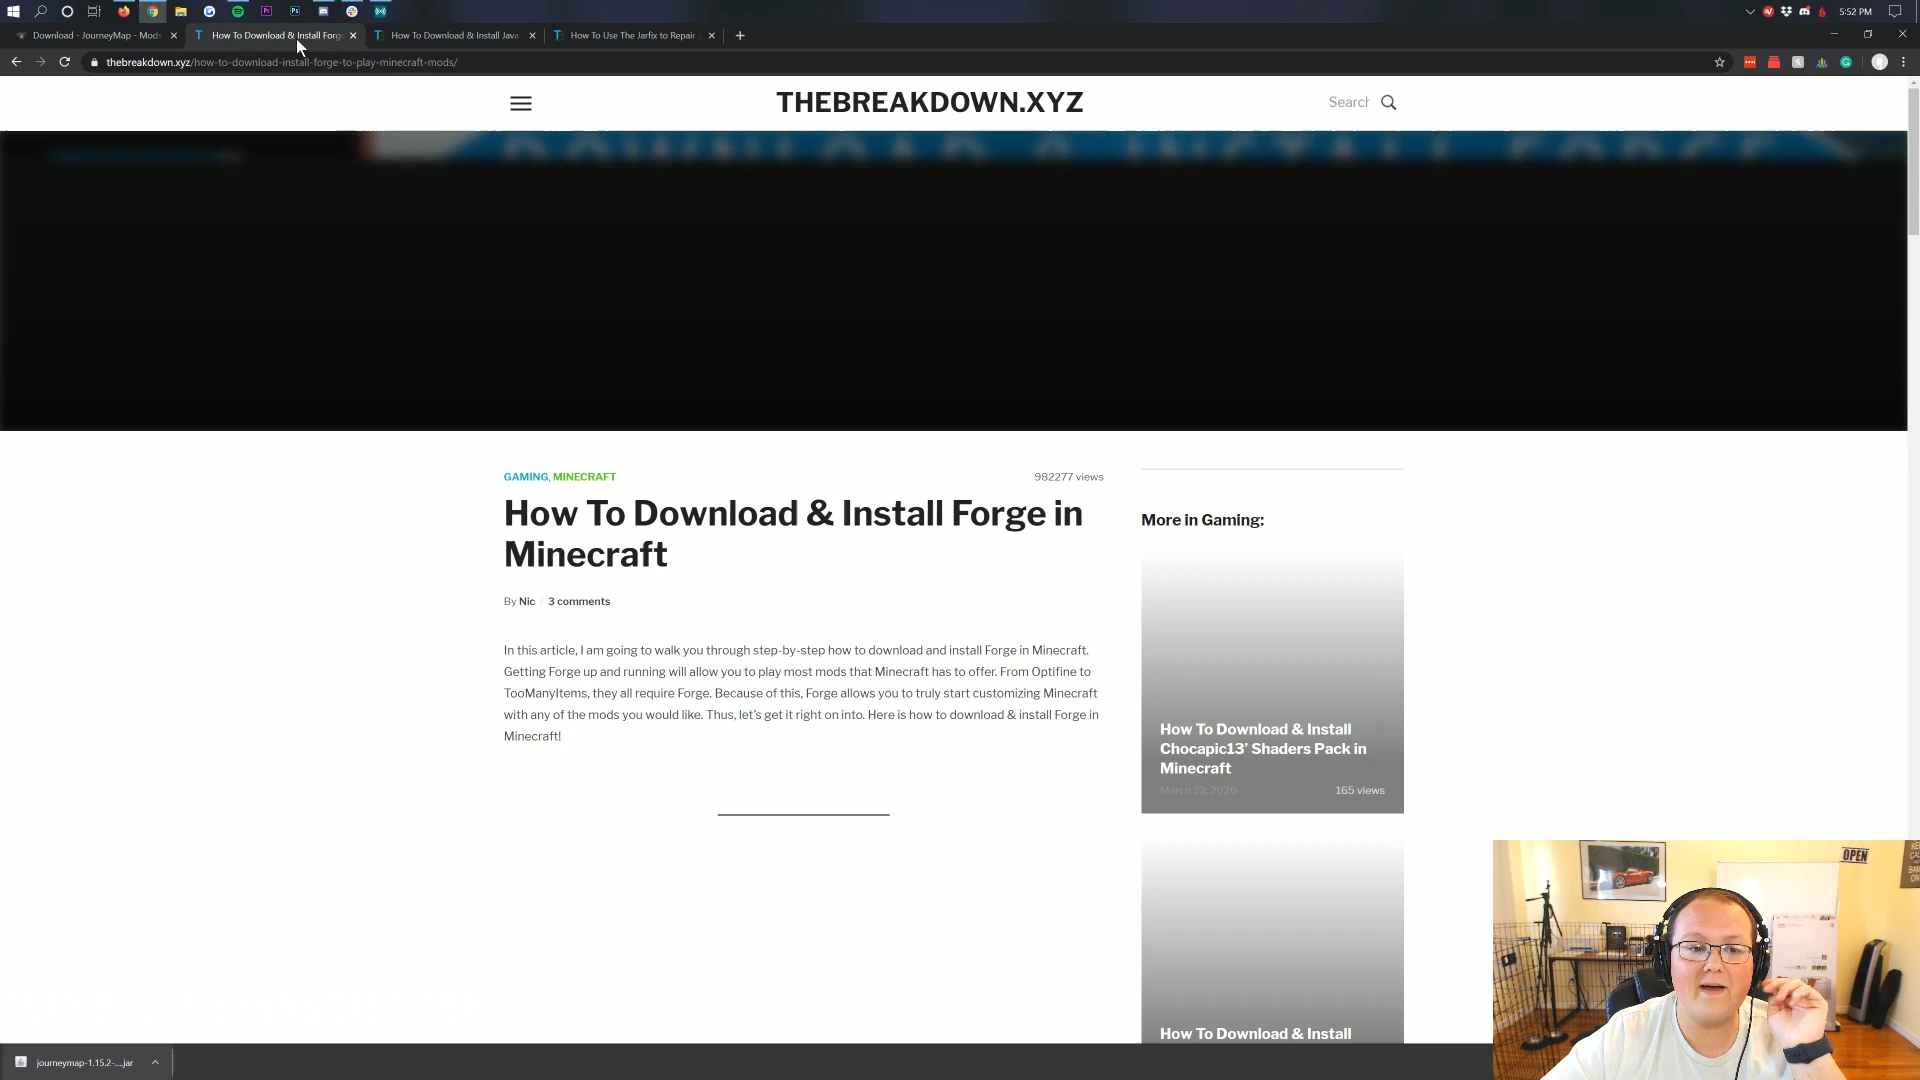 5:52 PM
Download - JourneyMap - Mods
How To Download & Install Forge
How To Download & Install Java
How To Use The Jarfix to Repair
thebreakdown.xyz/how-to-download-install-forge-to-play-minecraft-mods/
THEBREAKDOWN.XYZ
Search
DOWNLOAD & INSTALL FORGE
GAMING, MINECRAFT
982277 views
How To Download & Install Forge in
Minecraft
By Nic / 3 comments
In this article, I am going to walk you through step-by-step how to download and install Forge in Minecraft.
Getting Forge up and running will allow you to play most mods that Minecraft has to offer. From Optifine to
TooManyItems, they all require Forge. Because of this, Forge allows you to truly start customizing Minecraft
with any of the mods you would like. Thus, let's get it right on into. Here is how to download & install Forge in
Minecraft!
More in Gaming:
How To Download & Install
Chocapic13' Shaders Pack in
Minecraft
March 22, 2020
165 views
How To Download & Install
OPEN
journeymap-1.15.2-....jar